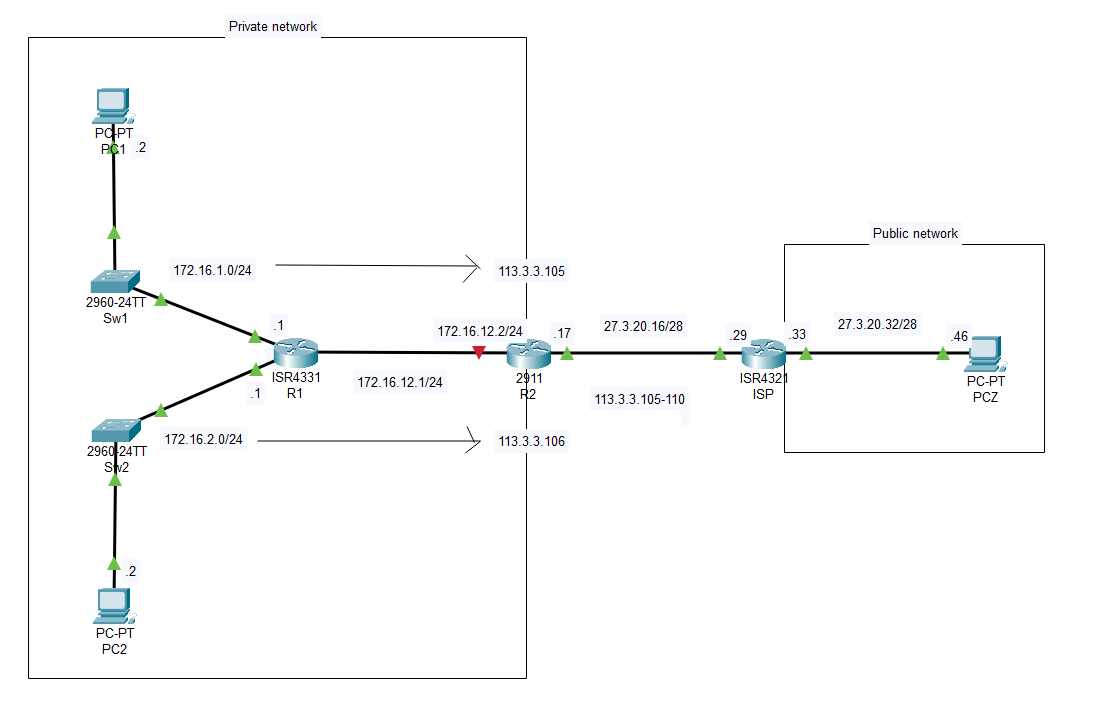 Private network
PC-PT
PC1
.2
172.16.1.0/24
113.3.3.105
2960-24TT
Sw1
.1
172.16.12.2/24
.17
27.3.20.16/28
.29
ISR4331
R1
172.16.12.1/24
2911
R2
113.3.3.105-110
ISR4321
ISP
Public network
.33
27.3.20.32/28
.46
PC-PT
PCZ
.1
172.16.2.0/24
113.3.3.106
2960-24TT
Sw2
.2
PC-PT
PC2